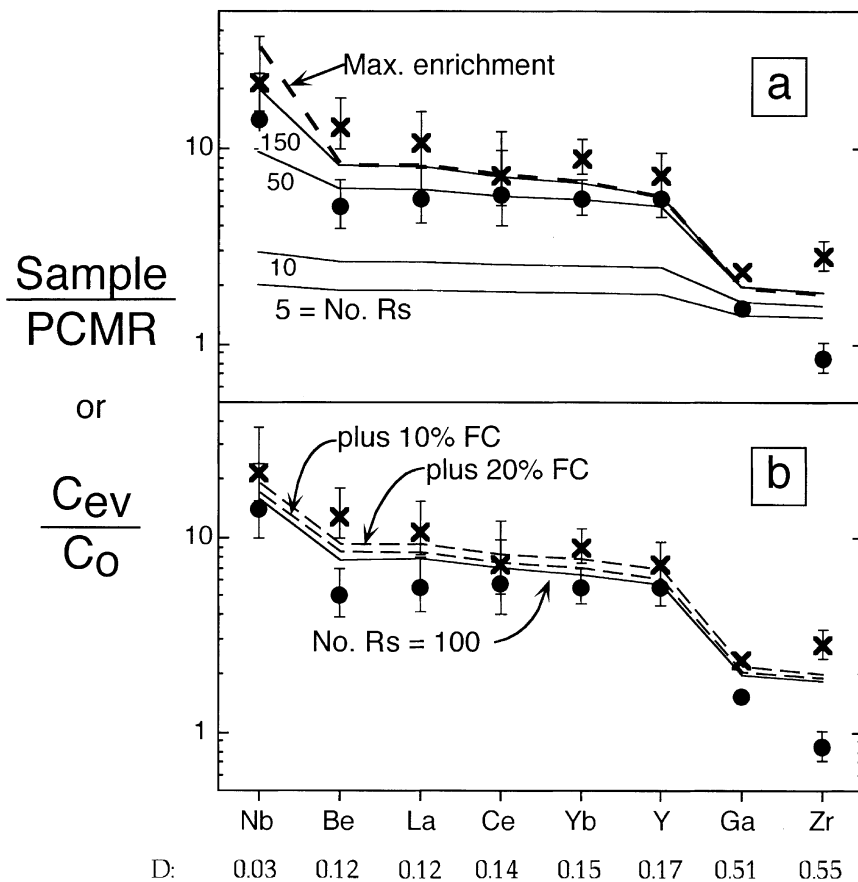 Sample
PCMR
or
Cev
Co
a
Max. enrichment
10
1
150
50
10
5 = No. Rs
b
plus 10% FC
plus 20% FC
10
1
No. Rs = 100
Nb Be La Ce Yb Y Ga Zr
D: 0.03 0.12 0.12 0.14 0.15 0.17 0.51 0.55